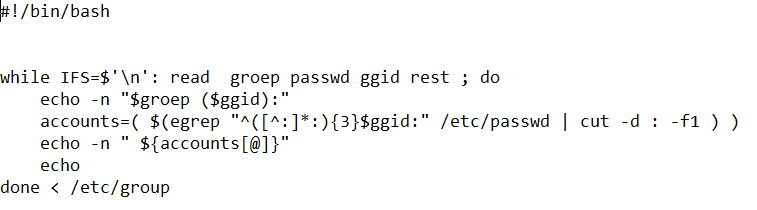 #!/bin/bash
while IFS=$'\n': read  groep passwd ggid rest ; do
    echo -n "$groep ($ggid):"
    accounts=( $(egrep "^([^:]*:){3}$ggid:" /etc/passwd | cut -d : -f1 ) )
    echo -n " ${accounts[@]}"
    echo
done < /etc/group